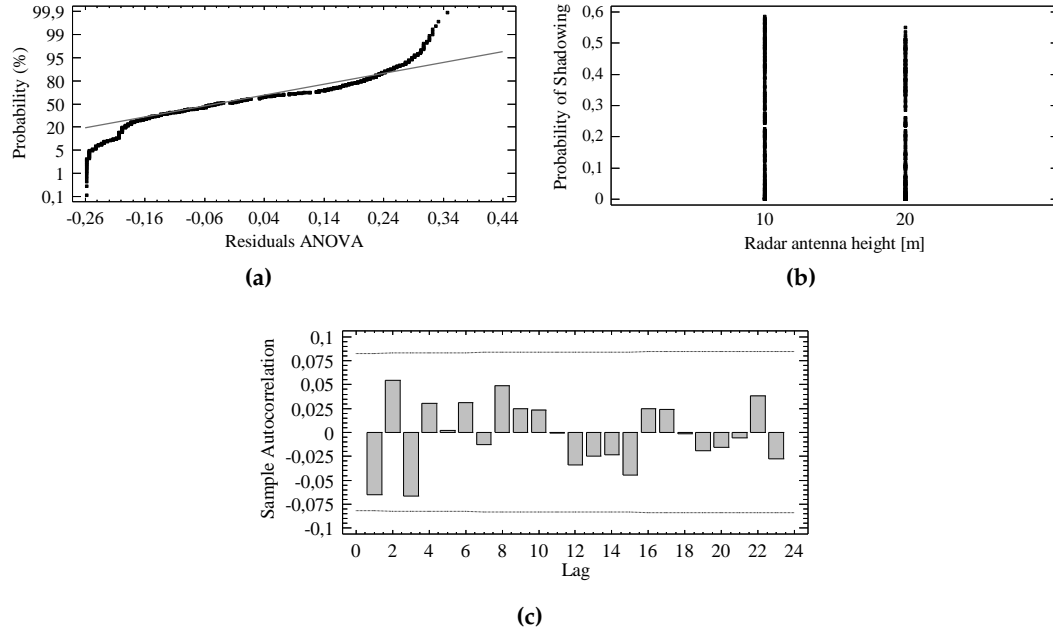 99,9
99
95
80
50
20
5
1
0,1
Probability (%)
-0,26 -0,16 -0,06 0,04 0,14 0,24 0,34 0,44
Residuals ANOVA
(a)
0,6
0,5
0,4
0,3
0,2
0,1
0
Probability of Shadowing
10 20
Radar antenna height [m]
(b)
0,1
0,075
0,05
0,025
0
-0,025
-0,05
-0,075
-0,1
Sample Autocorrelation
0 2 4 6 8 10 12 14 16 18 20 22 24
Lag
(c)